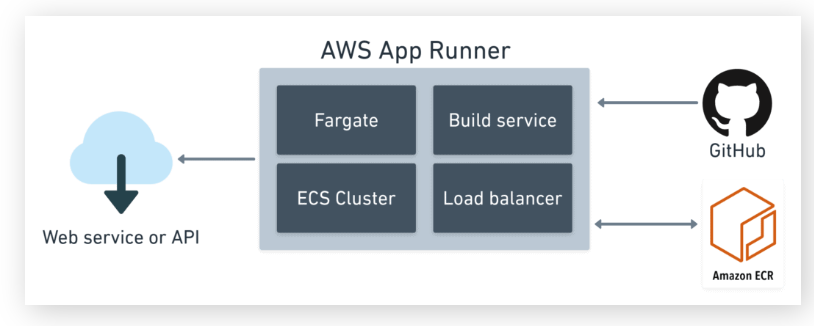 AWS App Runner
Fargate
Build service
ECS Cluster
Load balancer
Web service or API
GitHub
Amazon ECR